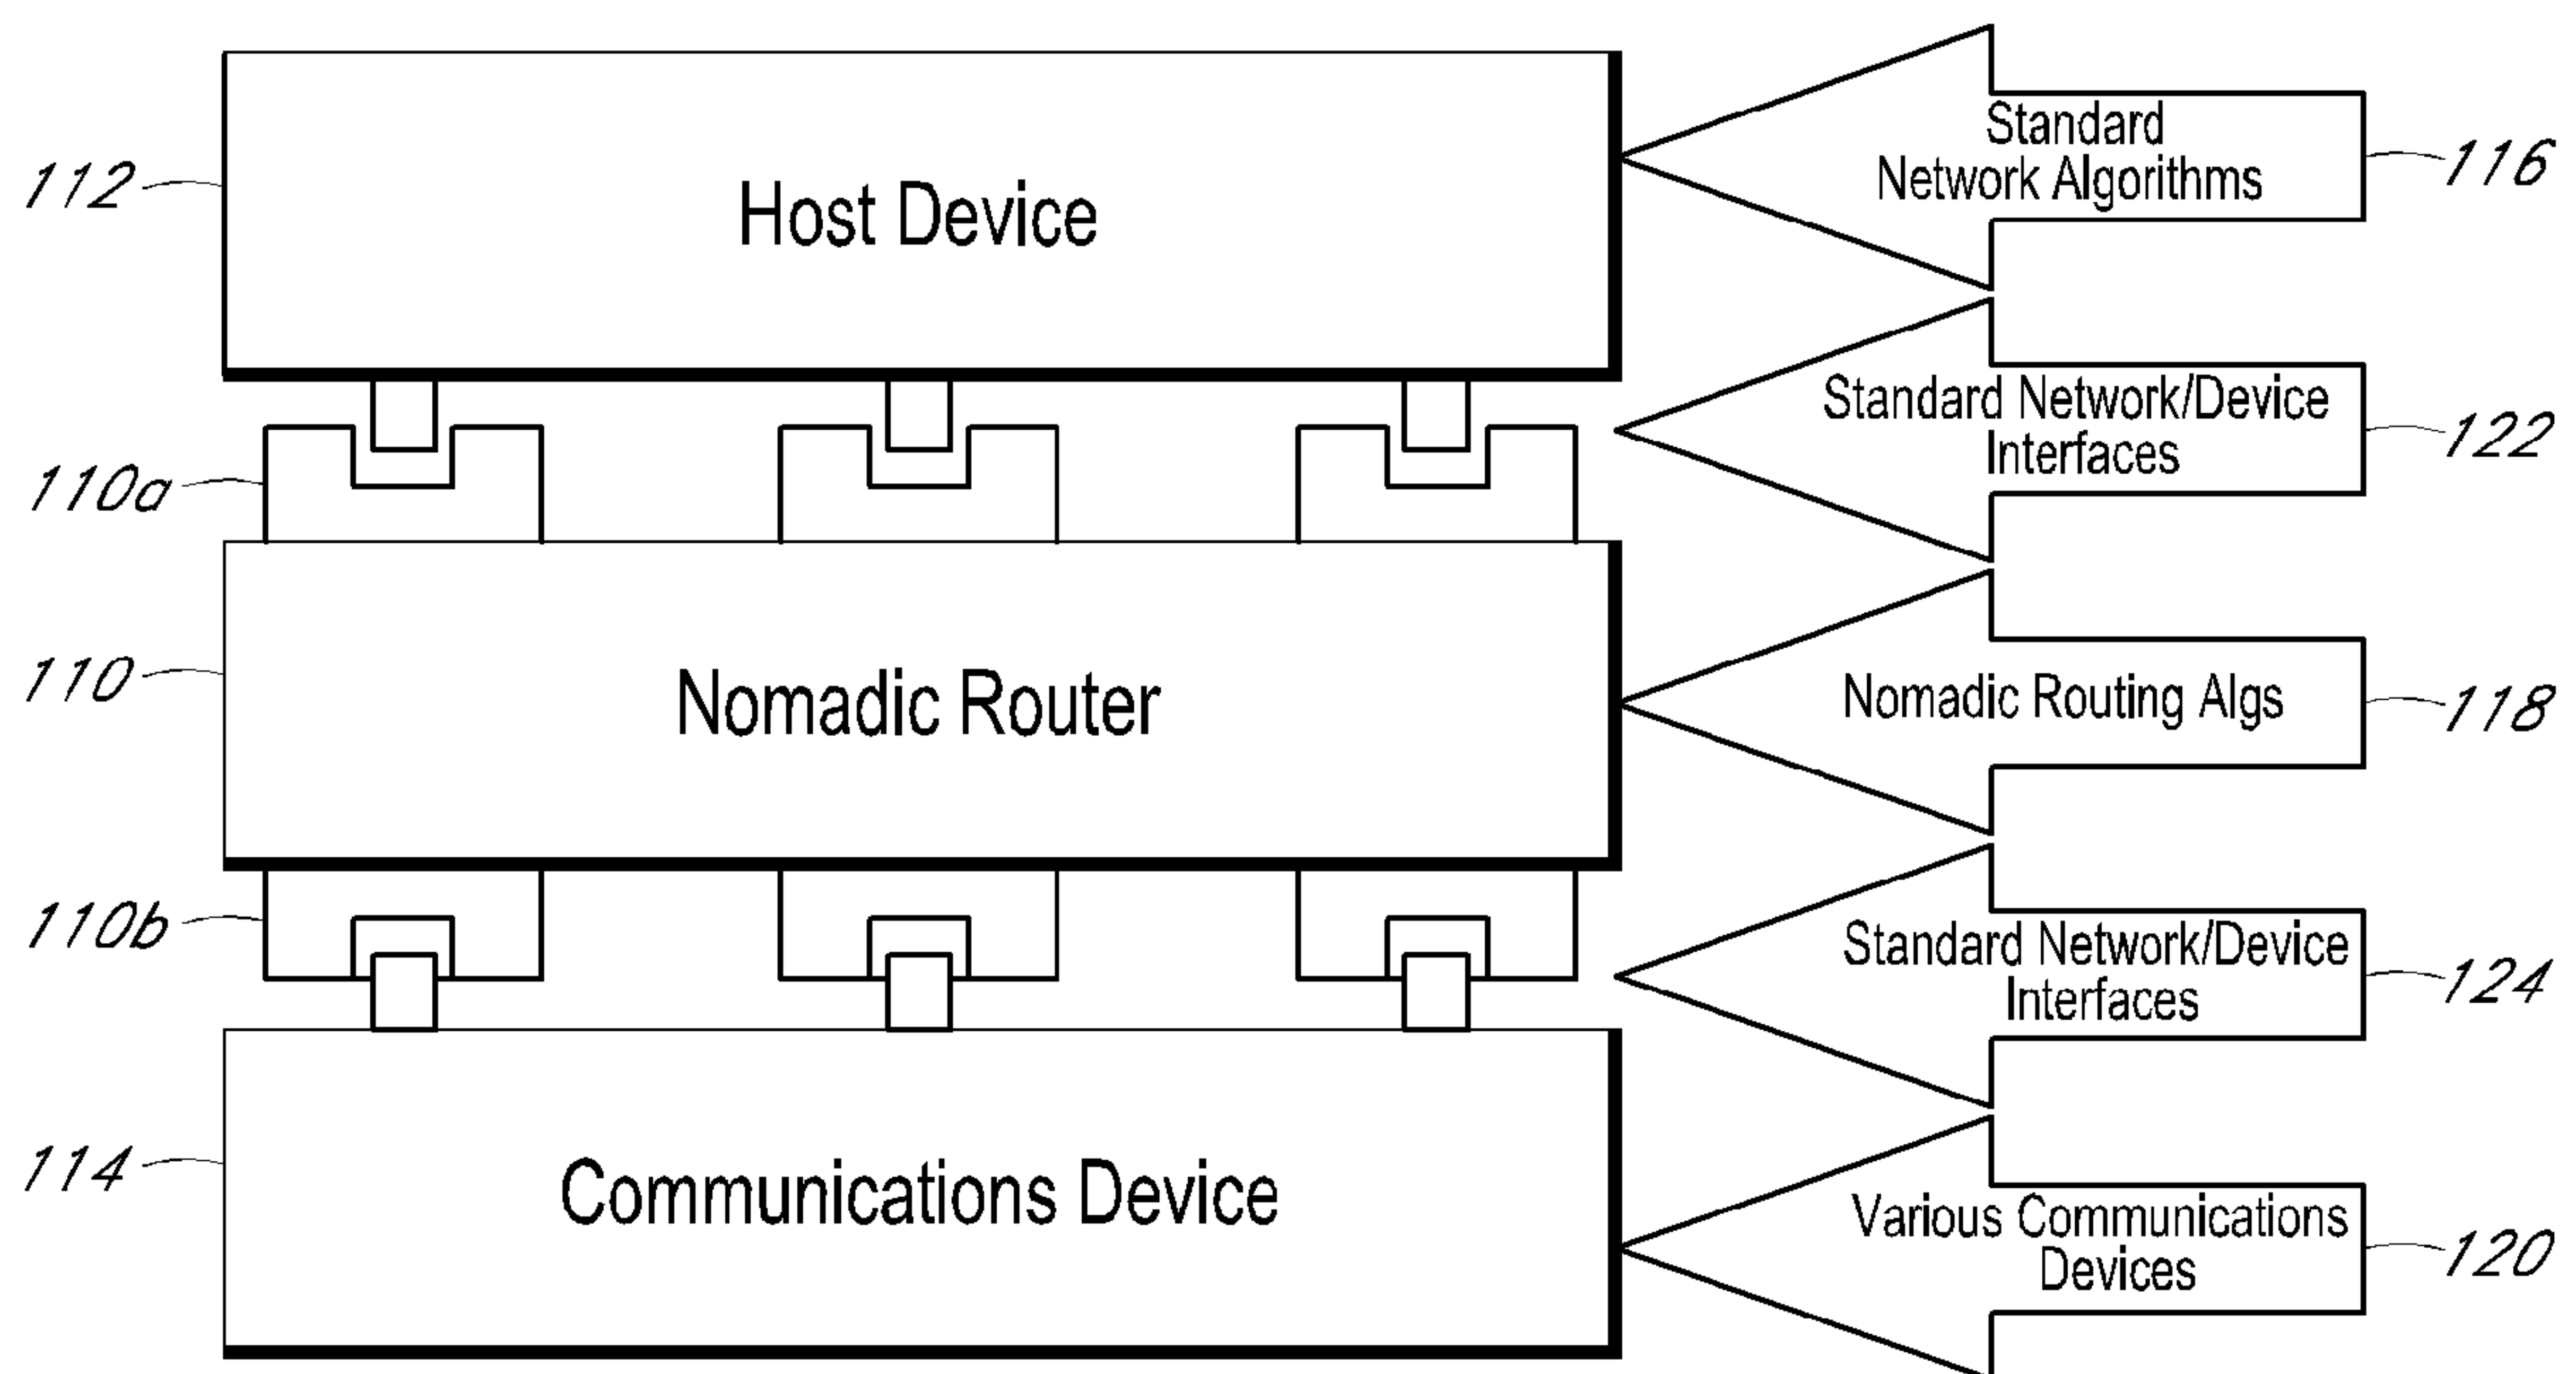 112
Host Device
Standard
Network Algorithms
116
110a
Standard Network/Device
Interfaces
122
110
Nomadic Router
Nomadic Routing Algs
118
110b
Standard Network/Device
Interfaces
124
114
Communications Device
Various Communications
Devices
120